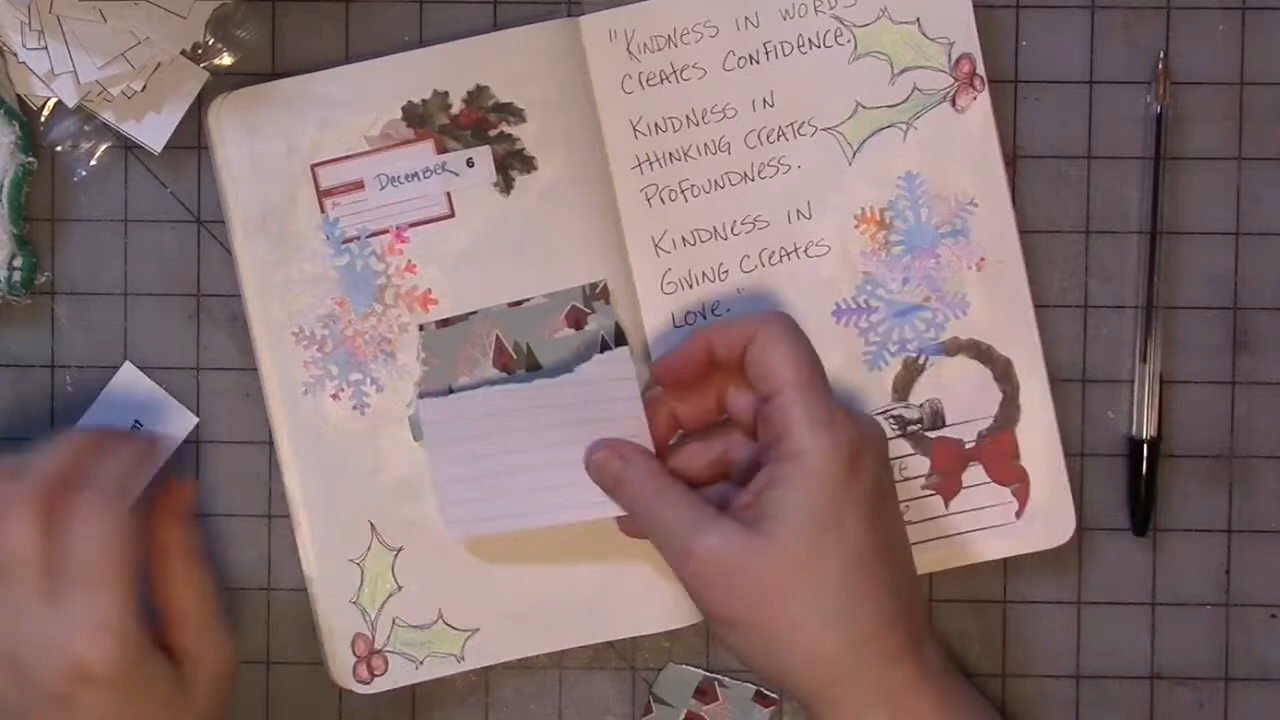 December 6
"Kindness in words
creates confidence.
Kindness in
thinking creates
profoundness.
Kindness in
giving creates
love."